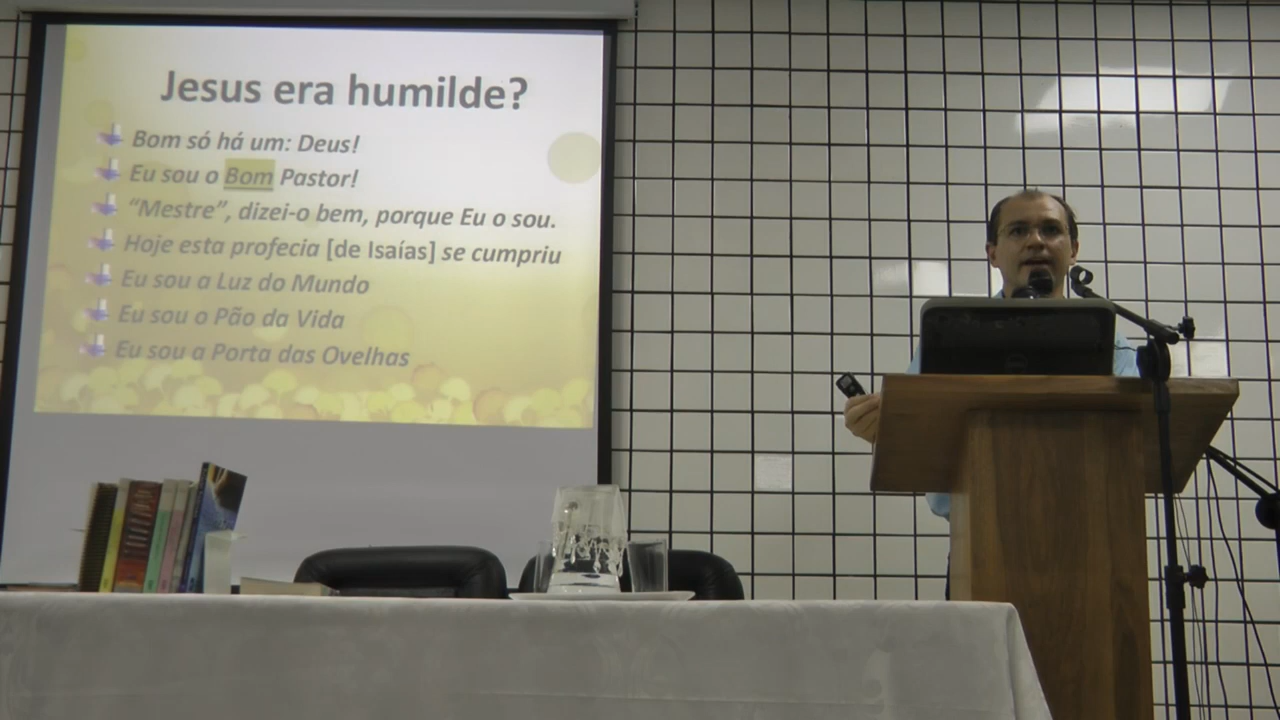 Jesus era humilde?
Bom só há um: Deus!
Eu sou o Bom Pastor!
“Mestre”, dizei-o bem, porque Eu o sou.
Hoje esta profecia [de Isaías] se cumpriu
Eu sou a Luz do Mundo
Eu sou o Pão da Vida
Eu sou a Porta das Ovelhas